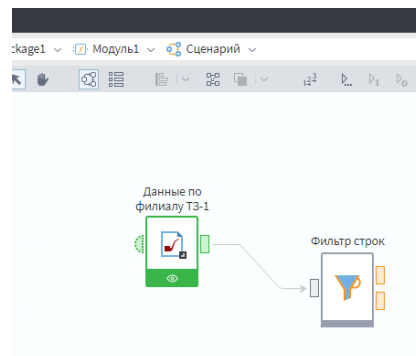 ckage1 Модуль1 Сценарий
Данные по
филиалу ТЗ-1
Фильтр строк